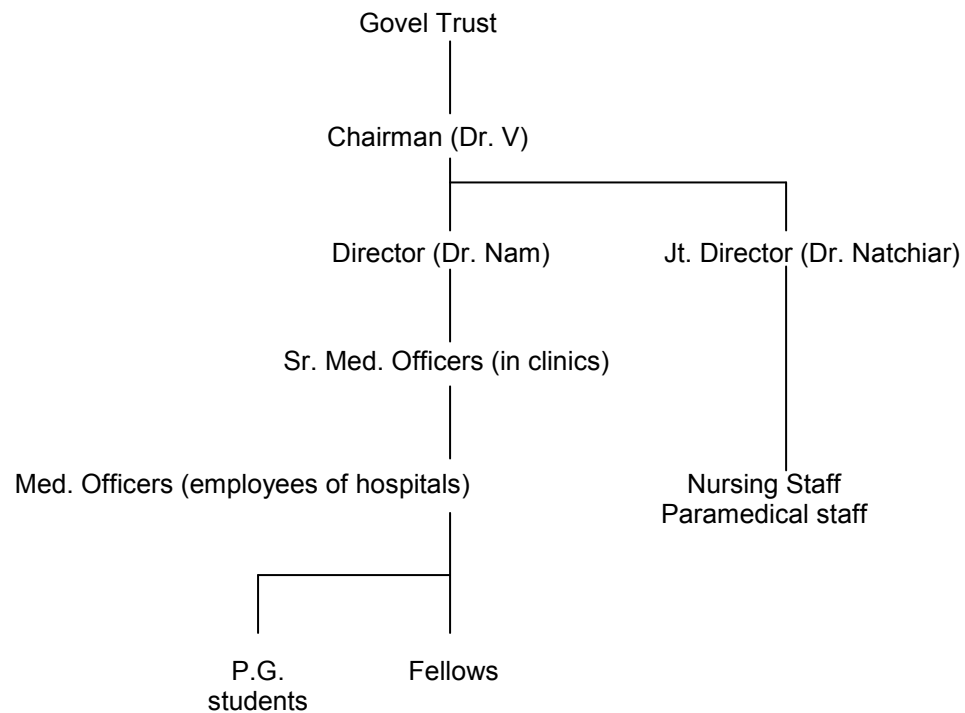 Govel Trust
Chairman (Dr. V)
Director (Dr. Nam)
Jt. Director (Dr. Natchiar)
Sr. Med. Officers (in clinics)
Med. Officers (employees of hospitals)
Nursing Staff
Paramedical staff
P.G.
students
Fellows